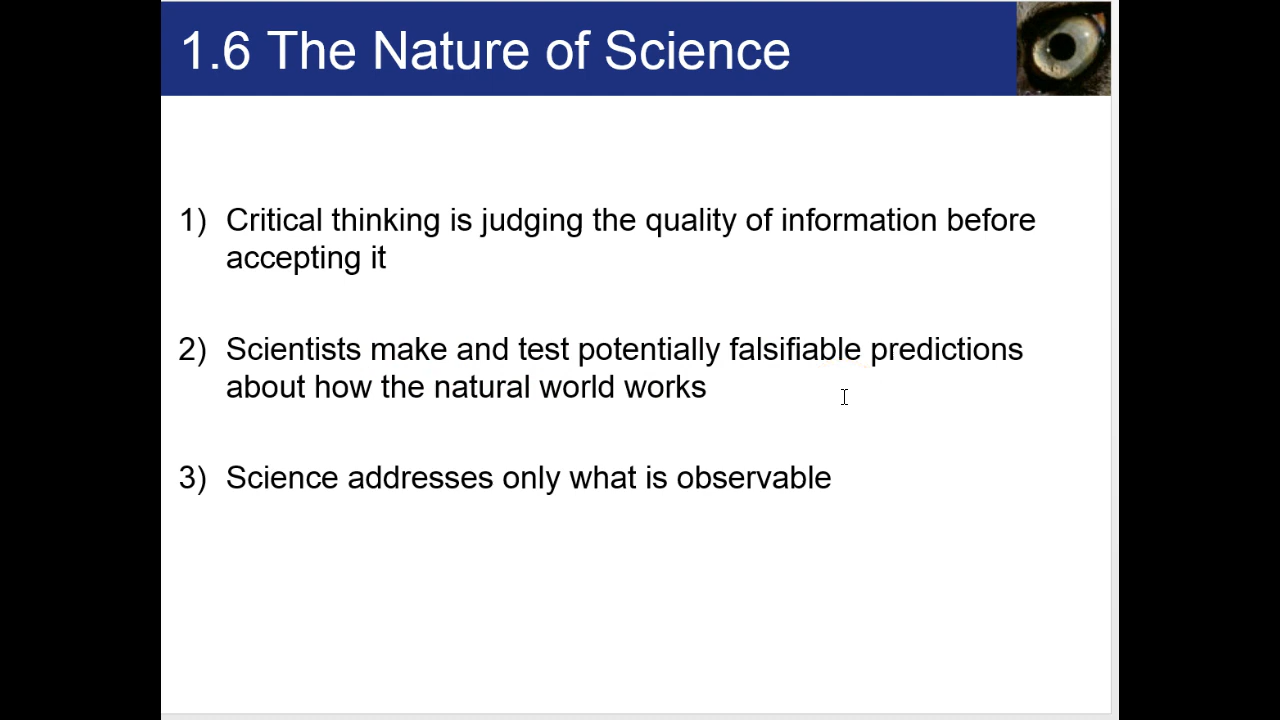 1.6 The Nature of Science
1) Critical thinking is judging the quality of information before
accepting it
2) Scientists make and test potentially falsifiable predictions
about how the natural world works
3) Science addresses only what is observable